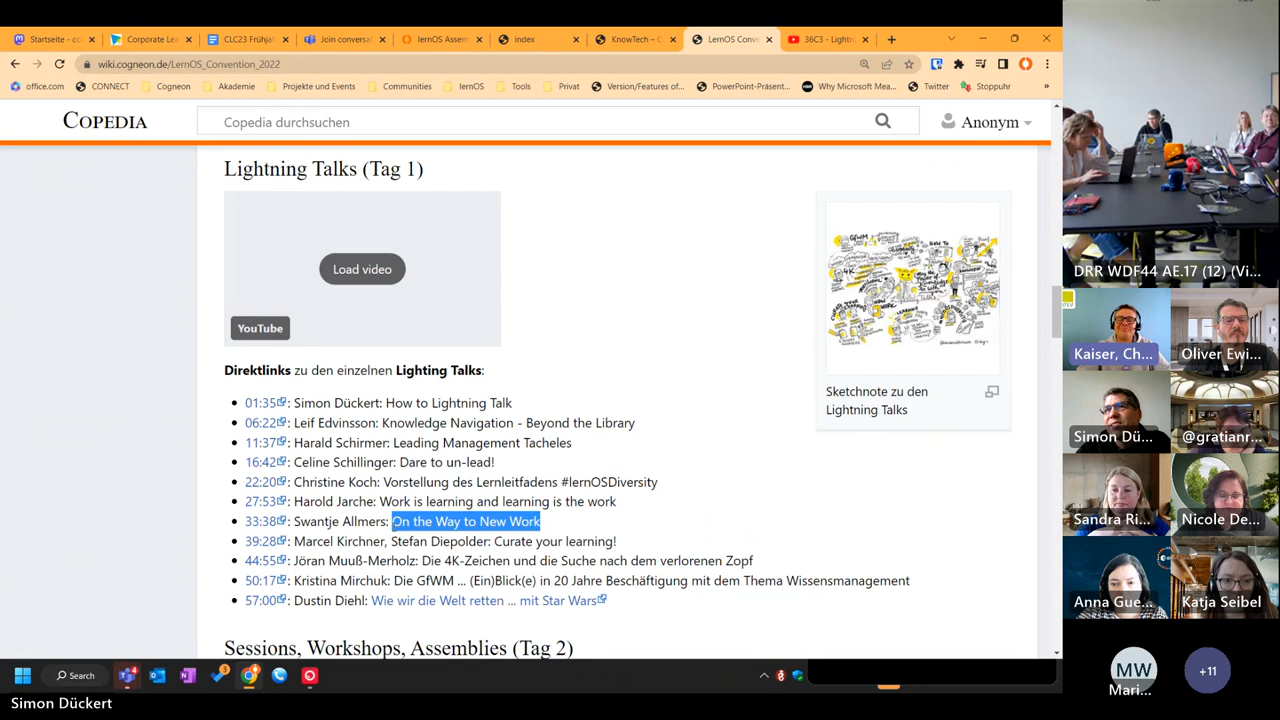 Startseite - co
Corporate Lea
CLC23 Frühjah
Join conversat
lernOS Assem
index
KnowTech – C
LernOS Conve
36C3 - Lightn
wiki.cogneon.de/LernOS_Convention_2022
office.com
CONNECT
Cogneon
Akademie
Projekte und Events
Communities
lernOS
Tools
Privat
Version/Features of...
PowerPoint-Präsent...
Why Microsoft Mea...
Twitter
Stoppuhr
»
COPEDIA
Copedia durchsuchen
Anonym
Lightning Talks (Tag 1)
Load video
YouTube
Sketchnote zu den
Lightning Talks
Direktlinks zu den einzelnen Lighting Talks:
01:35: Simon Dückert: How to Lightning Talk
06:22: Leif Edvinsson: Knowledge Navigation - Beyond the Library
11:37: Harald Schirmer: Leading Management Tacheles
16:42: Celine Schillinger: Dare to un-lead!
22:20: Christine Koch: Vorstellung des Lernleitfadens #lernOSDiversity
27:53: Harold Jarche: Work is learning and learning is the work
33:38: Swantje Allmers: On the Way to New Work
39:28: Marcel Kirchner, Stefan Diepolder: Curate your learning!
44:55: Jöran Muuß-Merholz: Die 4K-Zeichen und die Suche nach dem verlorenen Zopf
50:17: Kristina Mirchuk: Die GfWM ... (Ein)Blick(e) in 20 Jahre Beschäftigung mit dem Thema Wissensmanagement
57:00: Dustin Diehl: Wie wir die Welt retten ... mit Star Wars
Sessions, Workshops, Assemblies (Tag 2)
Search
Simon Dückert
DRR WDF44 AE.17 (12) (Vi...
Kaiser, Ch...
Oliver Ewi...
Simon Dü...
@gratianr...
Sandra Ri...
Nicole De...
Anna Gue...
Katja Seibel
MW
Mari...
+11